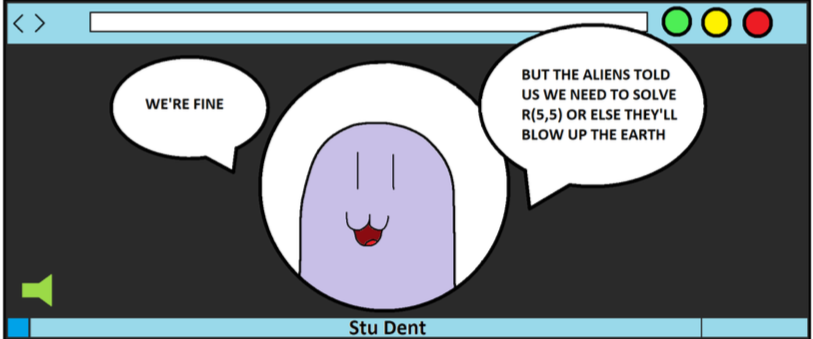 WE'RE FINE
BUT THE ALIENS TOLD
US WE NEED TO SOLVE
R(5,5) OR ELSE THEY'LL
BLOW UP THE EARTH
Stu Dent